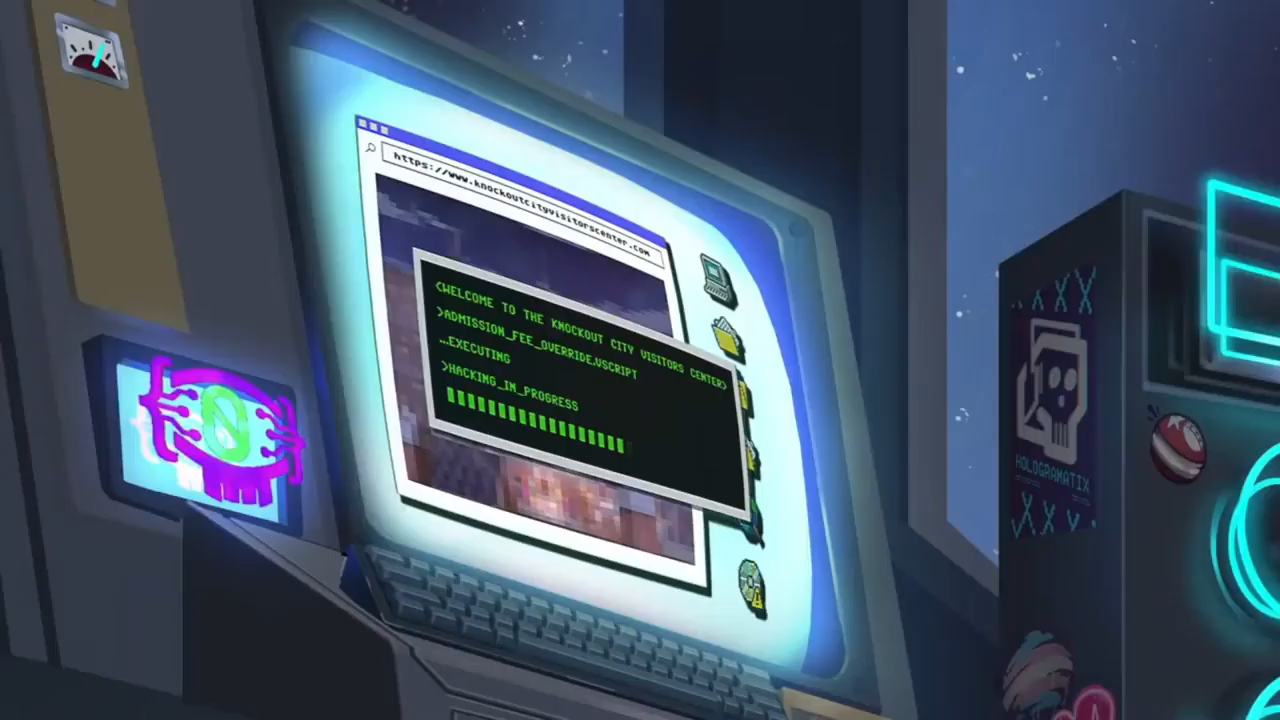 https://www.knockoutcityvisitorscenter.com
<WELCOME TO THE KNOCKOUT CITY VISITORS CENTER>
>ADMISSION_FEE_OVERRIDE.VSCRIPT
...EXECUTING
>HACKING_IN_PROGRESS
HOLOGRAMATIX